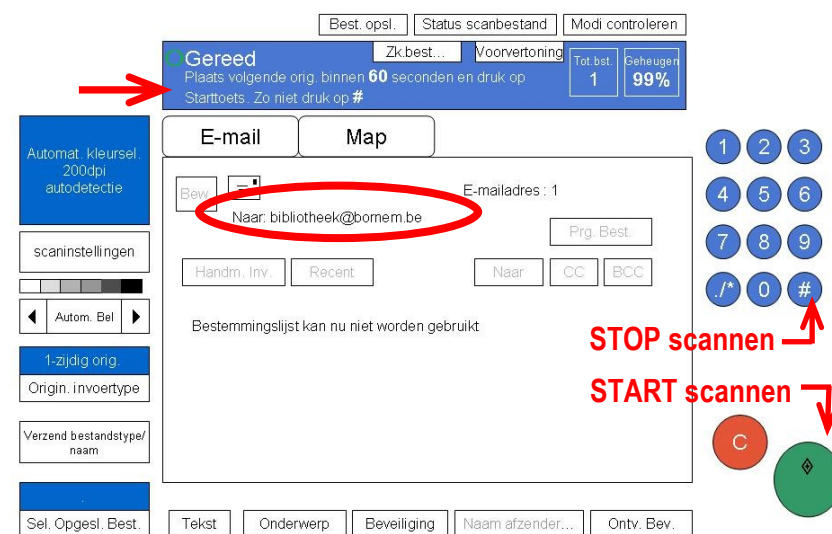 Best. opsl. Status scanbestand Modi controleren
Gereed Zk.best... Voorvertoning Tot.bst. Geheugen
Plaats volgende orig. binnen 60 seconden en druk op 1 99%
Starttoets. Zo niet druk op #
E-mail Map
Automat. kleursel.
200dpi
autodetectie
Bew. E-mailadres : 1
Naar: bibliotheek@bornem.be
Prg. Best.
Handm. Inv. Recent Naar CC BCC
Bestemmingslijst kan nu niet worden gebruikt
scaninstellingen
Autom. Bel
1-zijdig orig.
Origin. invoertype
Verzend bestandstype/
naam
.
Sel. Opgesl. Best.
Tekst Onderwerp Beveiliging Naam afzender... Ontv. Bev.
1 2 3
4 5 6
7 8 9
./* 0 #
STOP scannen
START scannen
C